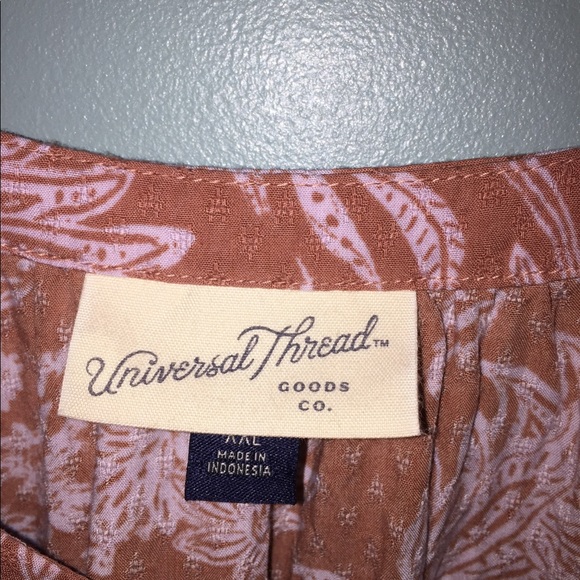 Universal Thread™
GOODS
CO.
XXL
MADE IN
INDONESIA